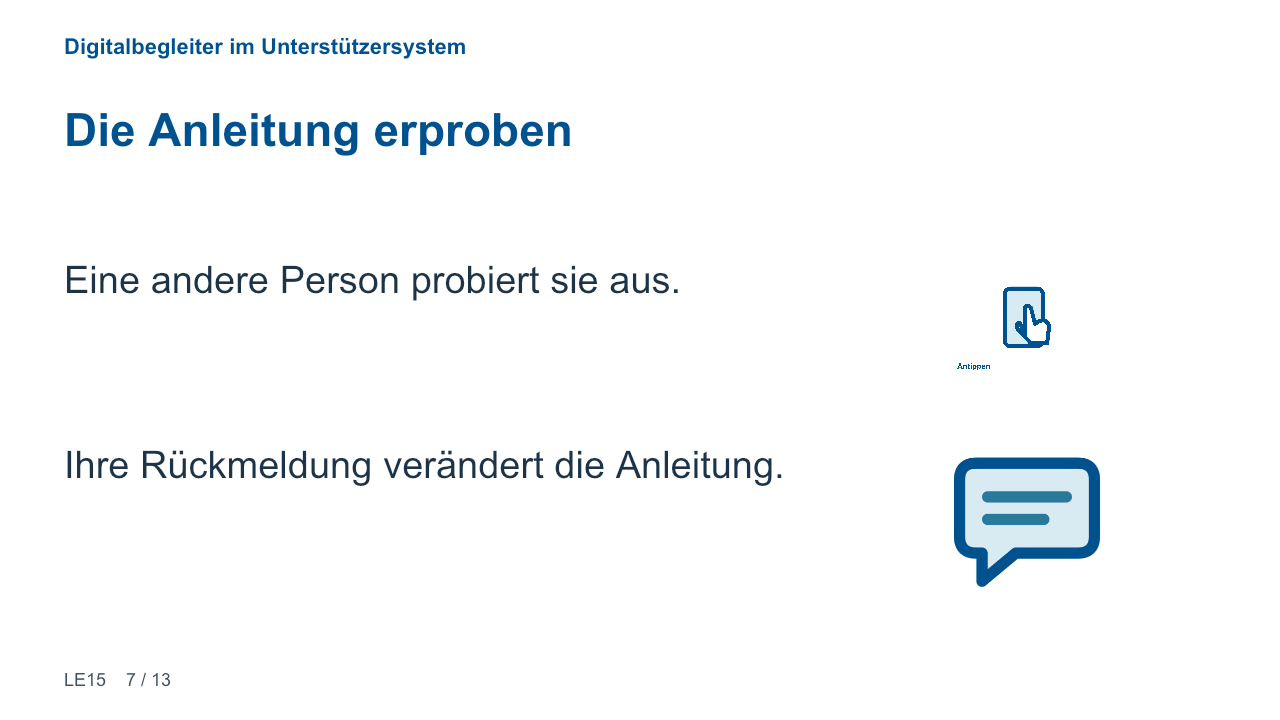 Digitalbegleiter im Unterstützersystem
Die Anleitung erproben
Eine andere Person probiert sie aus.
Antippen
Ihre Rückmeldung verändert die Anleitung.
LE15 7 / 13